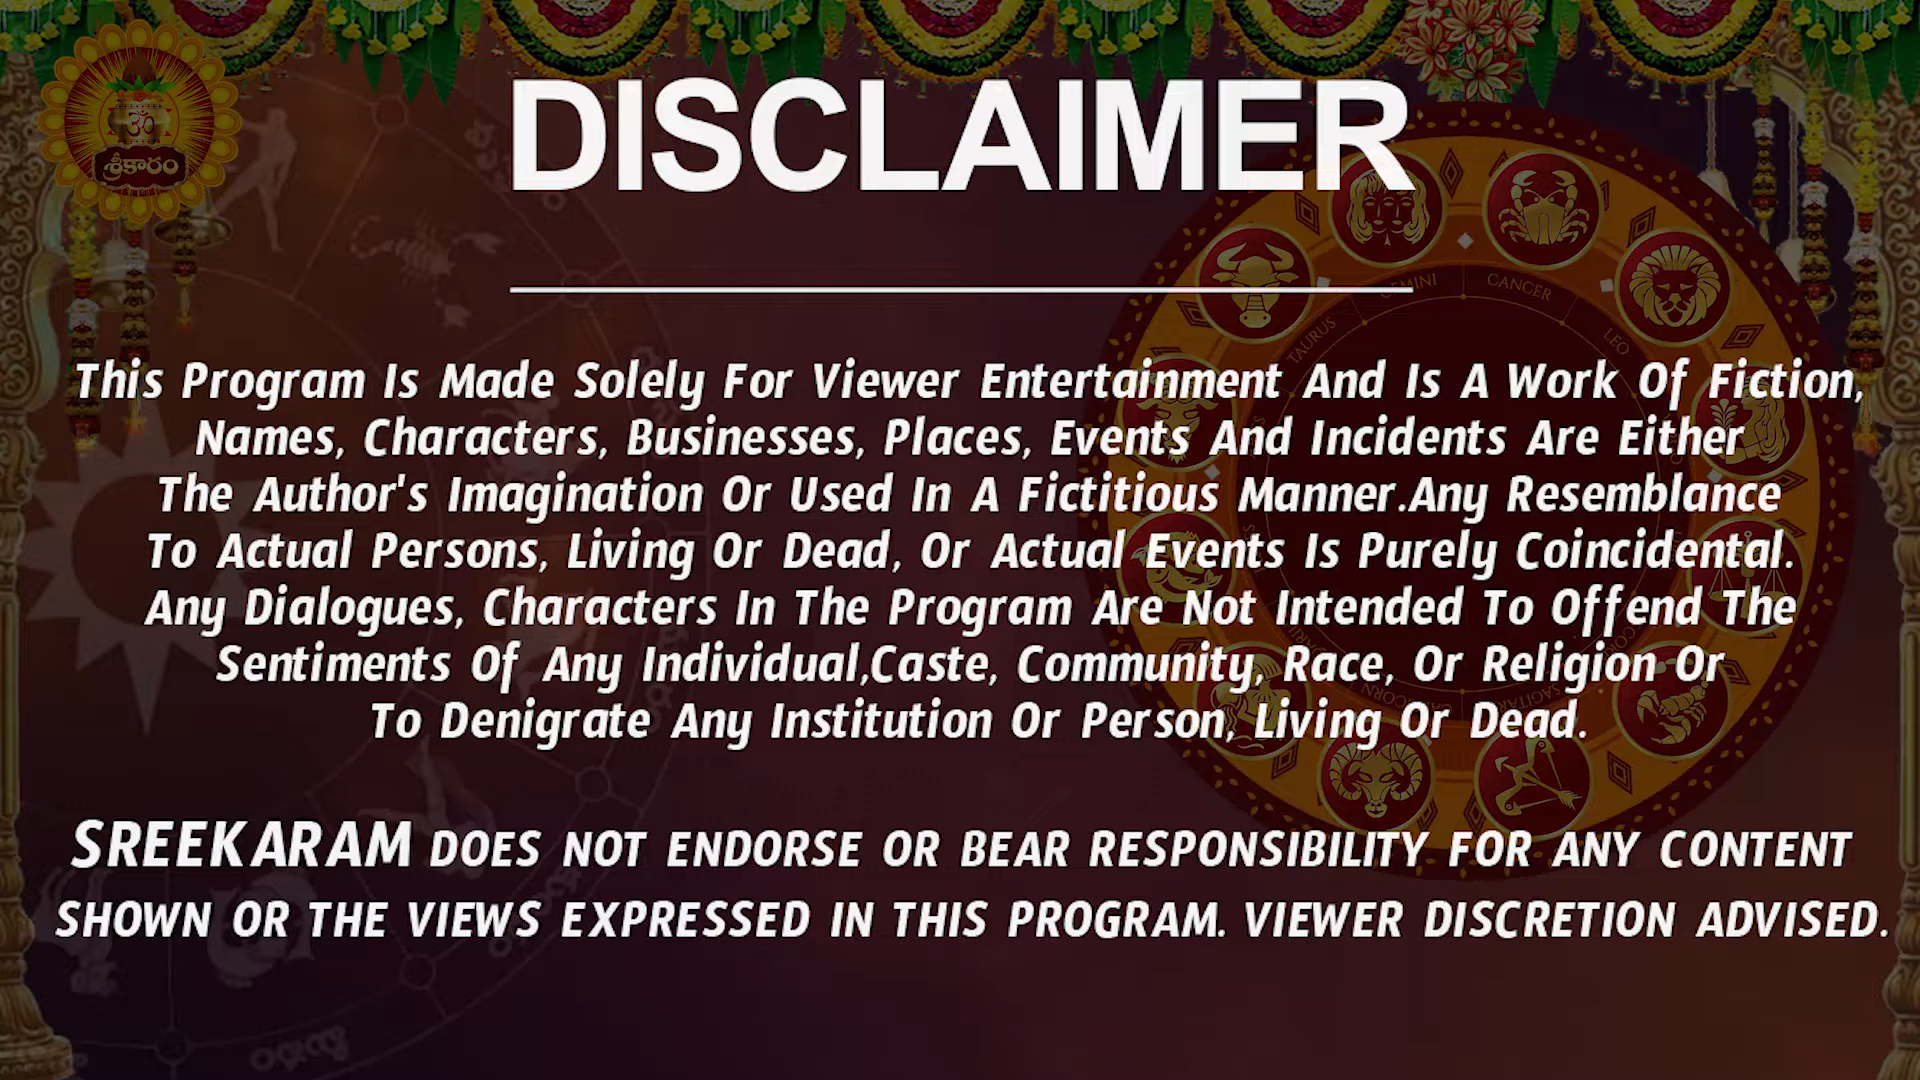 ఓం
శ్రీకారం
DISCLAIMER
GEMINI
CANCER
TAURUS
LEO
This Program Is Made Solely For Viewer Entertainment And Is A Work Of Fiction,
Names, Characters, Businesses, Places, Events And Incidents Are Either
The Author's Imagination Or Used In A Fictitious Manner.Any Resemblance
To Actual Persons, Living Or Dead, Or Actual Events Is Purely Coincidental.
Any Dialogues, Characters In The Program Are Not Intended To Offend The
Sentiments Of Any Individual,Caste, Community, Race, Or Religion Or
To Denigrate Any Institution Or Person, Living Or Dead.
SREEKARAM DOES NOT ENDORSE OR BEAR RESPONSIBILITY FOR ANY CONTENT
SHOWN OR THE VIEWS EXPRESSED IN THIS PROGRAM. VIEWER DISCRETION ADVISED.